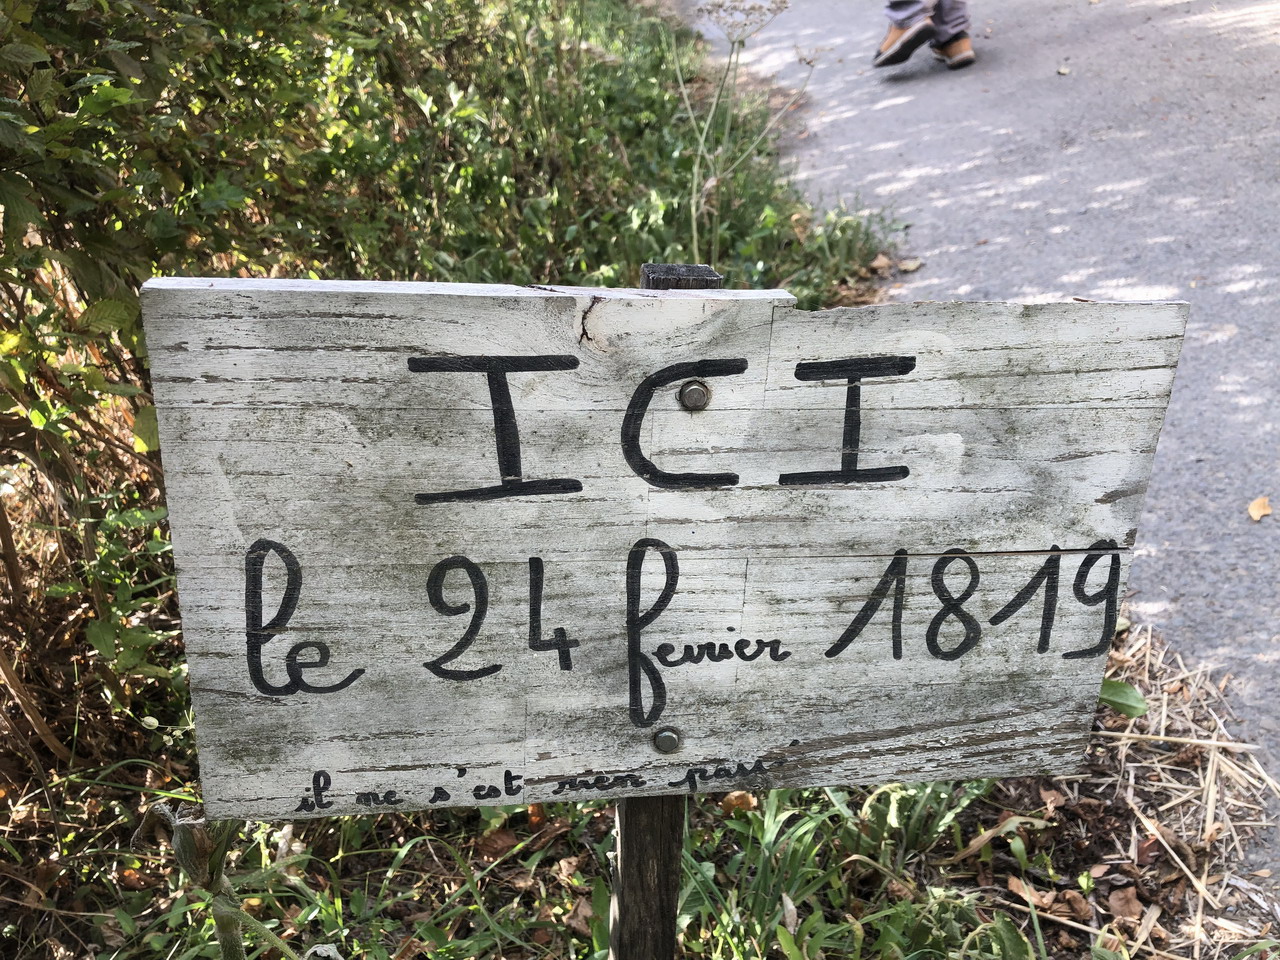 ICI
le 24 fevrier 1819
il ne s'est rien passé